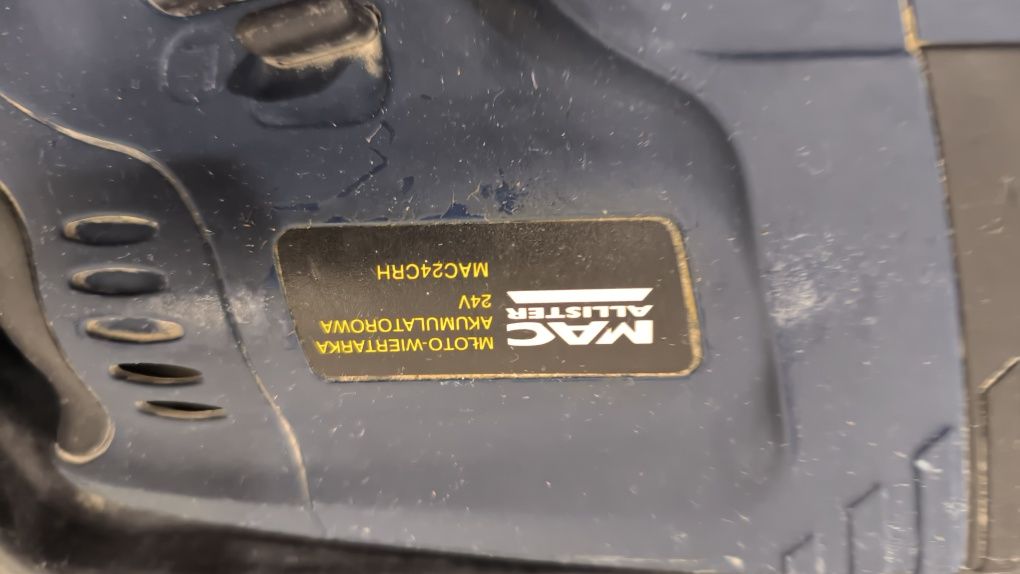 MAC
ALLISTER
MŁOTO-WIERTARKA
AKUMULATOROWA
24V
MAC24CRH